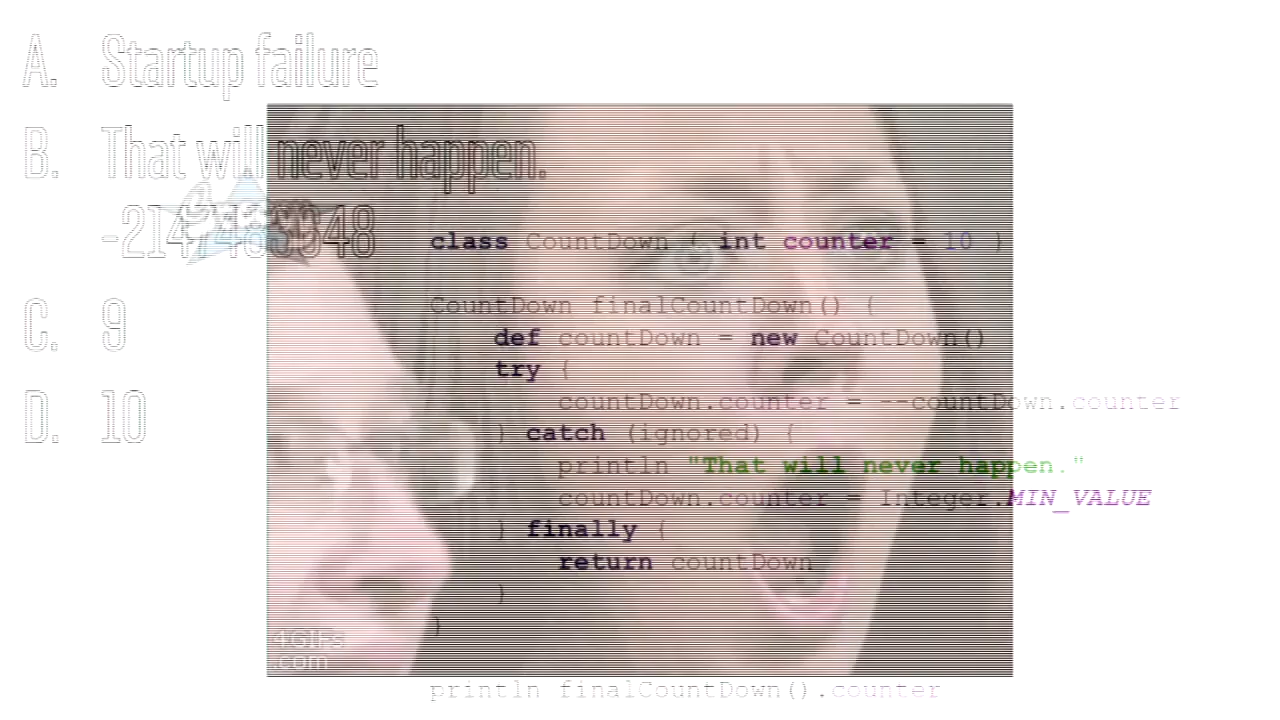 A. Startup failure
B. That will never happen.
-2147483648
C. 9
D. 10
class CountDown { int counter = 10 }
CountDown finalCountDown() {
def countDown = new CountDown()
try {
countDown.counter = --countDown.counter
} catch (ignored) {
println "That will never happen."
countDown.counter = Integer.MIN_VALUE
} finally {
return countDown
}
}
println finalCountDown().counter
4GIFs
.com